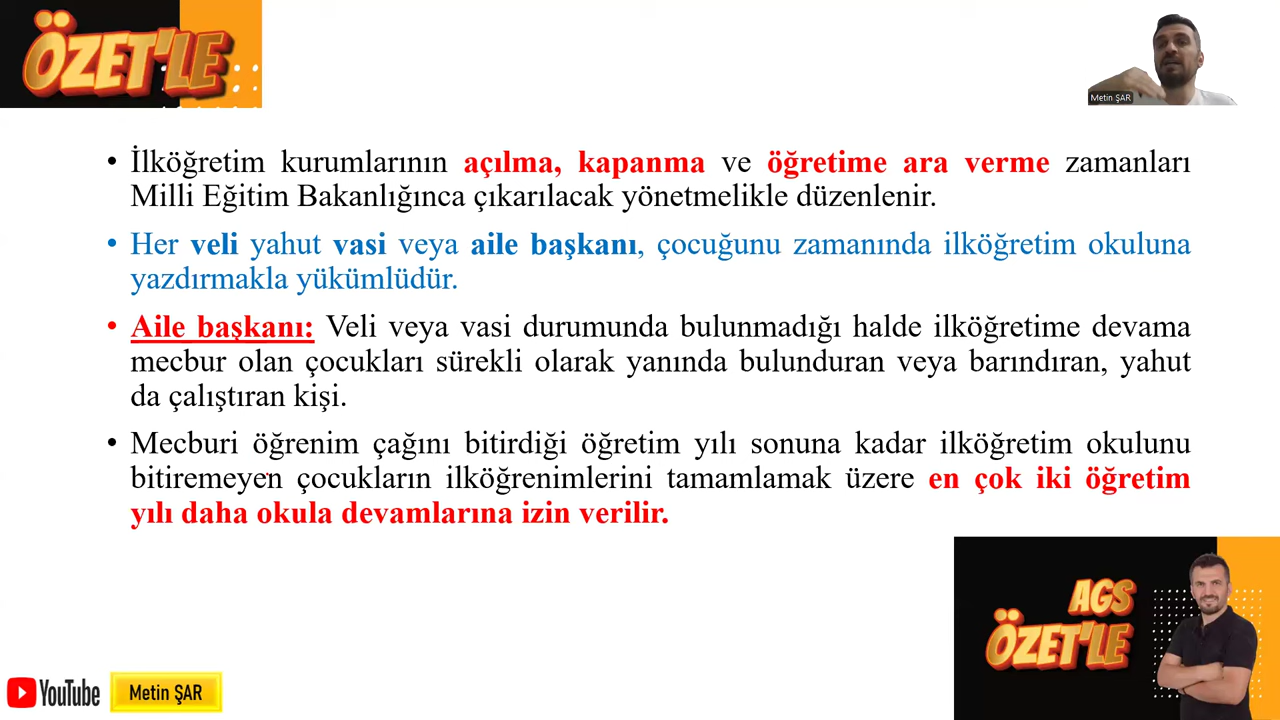 ÖZET'LE
Metin ŞAR
• İlköğretim kurumlarının açılma, kapanma ve öğretime ara verme zamanları
Milli Eğitim Bakanlığınca çıkarılacak yönetmelikle düzenlenir.
• Her veli yahut vasi veya aile başkanı, çocuğunu zamanında ilköğretim okuluna
yazdırmakla yükümlüdür.
• Aile başkanı: Veli veya vasi durumunda bulunmadığı halde ilköğretime devama
mecbur olan çocukları sürekli olarak yanında bulunduran veya barındıran, yahut
da çalıştıran kişi.
• Mecburi öğrenim çağını bitirdiği öğretim yılı sonuna kadar ilköğretim okulunu
bitiremeyen çocukların ilköğrenimlerini tamamlamak üzere en çok iki öğretim
yılı daha okula devamlarına izin verilir.
AGS
ÖZET'LE
YouTube
Metin ŞAR